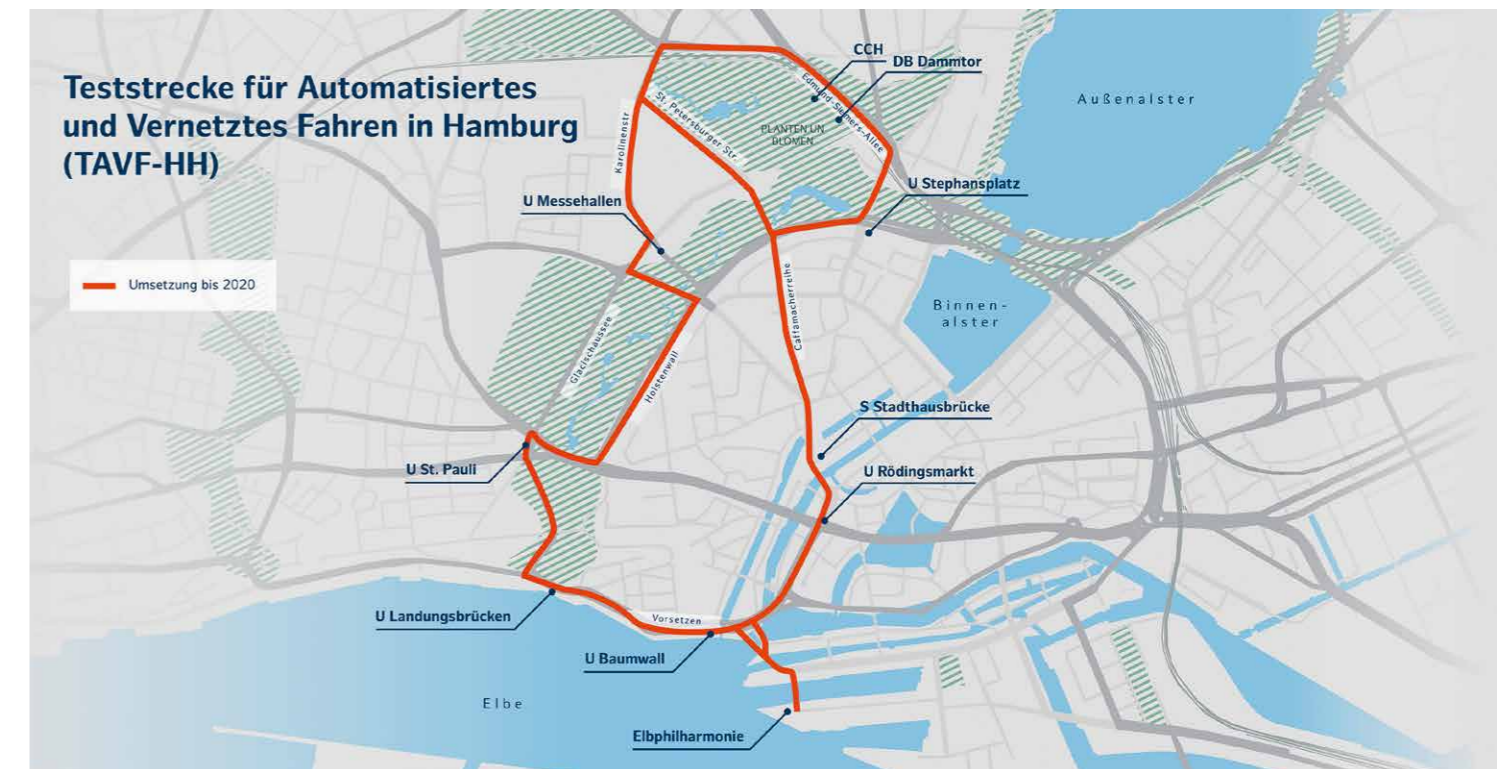 Teststrecke für Automatisiertes
und Vernetztes Fahren in Hamburg
(TAVF-HH)
Umsetzung bis 2020
CCH
DB Dammtor
Edmund-Siemers-Allee
Außenalster
St. Petersburger Str.
PLANTEN UN
BLOMEN
Karolinenstr
U Stephansplatz
U Messehallen
Caffamacherreihe
Binnen-
alster
Glacischaussee
Holstenwall
S Stadthausbrücke
U St. Pauli
U Rödingsmarkt
U Landungsbrücken
Vorsetzen
U Baumwall
Elbe
Elbphilharmonie